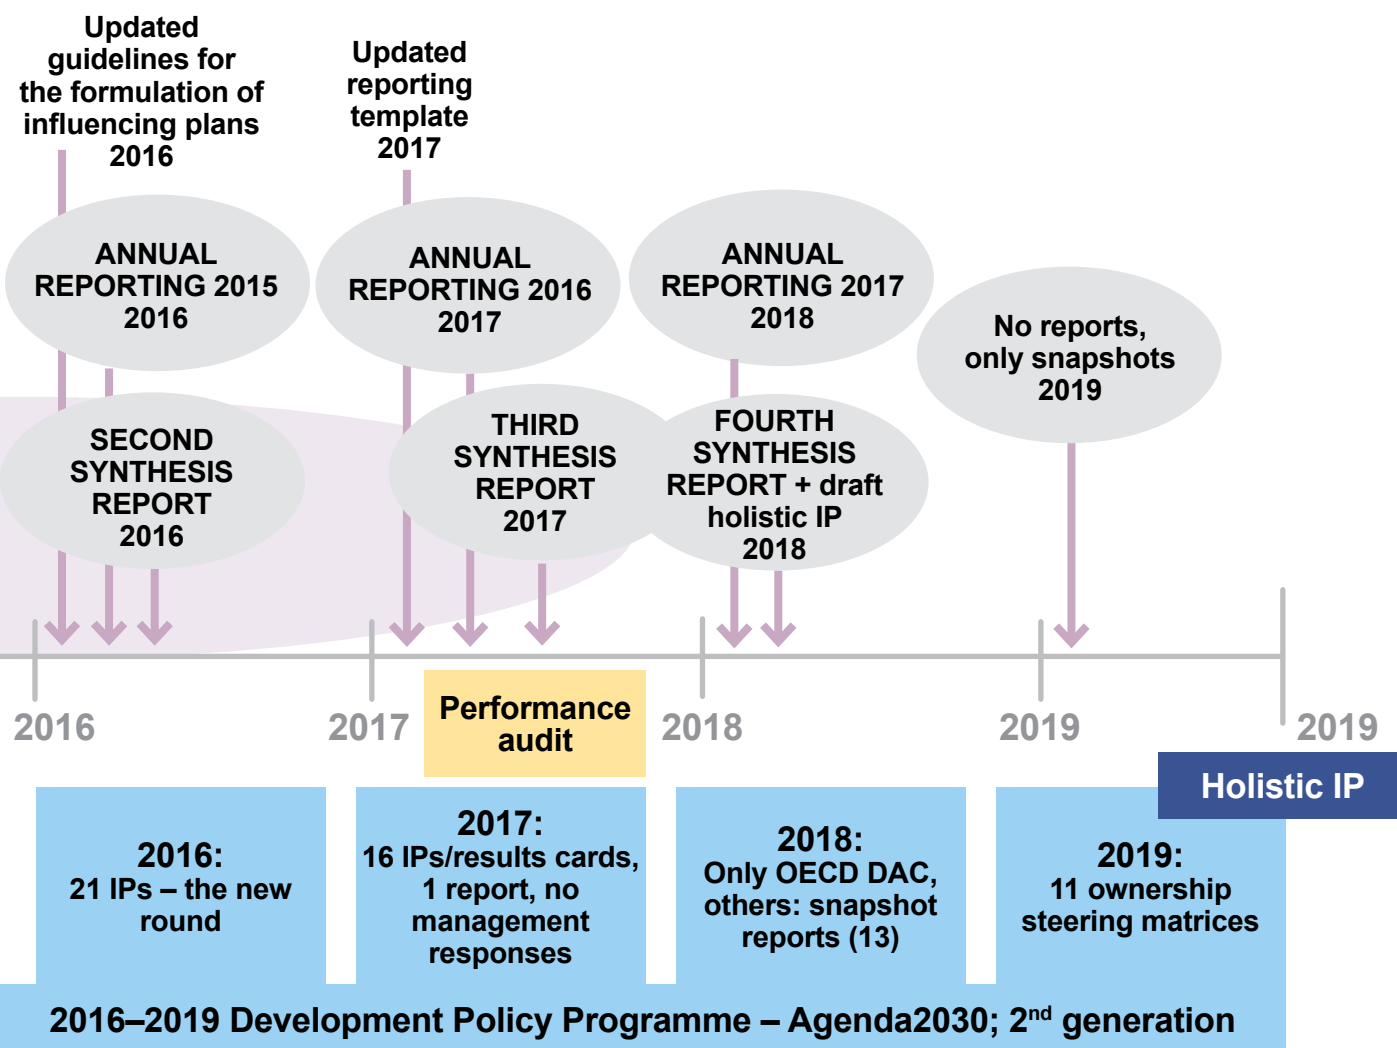 Updated
guidelines for
the formulation of
influencing plans
2016
Updated
reporting
template
2017
ANNUAL
REPORTING 2015
2016
ANNUAL
REPORTING 2016
2017
ANNUAL
REPORTING 2017
2018
No reports,
only snapshots
2019
SECOND
SYNTHESIS
REPORT
2016
THIRD
SYNTHESIS
REPORT
2017
FOURTH
SYNTHESIS
REPORT + draft
holistic IP
2018
2016
2017
2018
2019
2019
Performance
audit
Holistic IP
2016:
21 IPs – the new
round
2017:
16 IPs/results cards,
1 report, no
management
responses
2018:
Only OECD DAC,
others: snapshot
reports (13)
2019:
11 ownership
steering matrices
2016–2019 Development Policy Programme – Agenda2030; 2nd generation